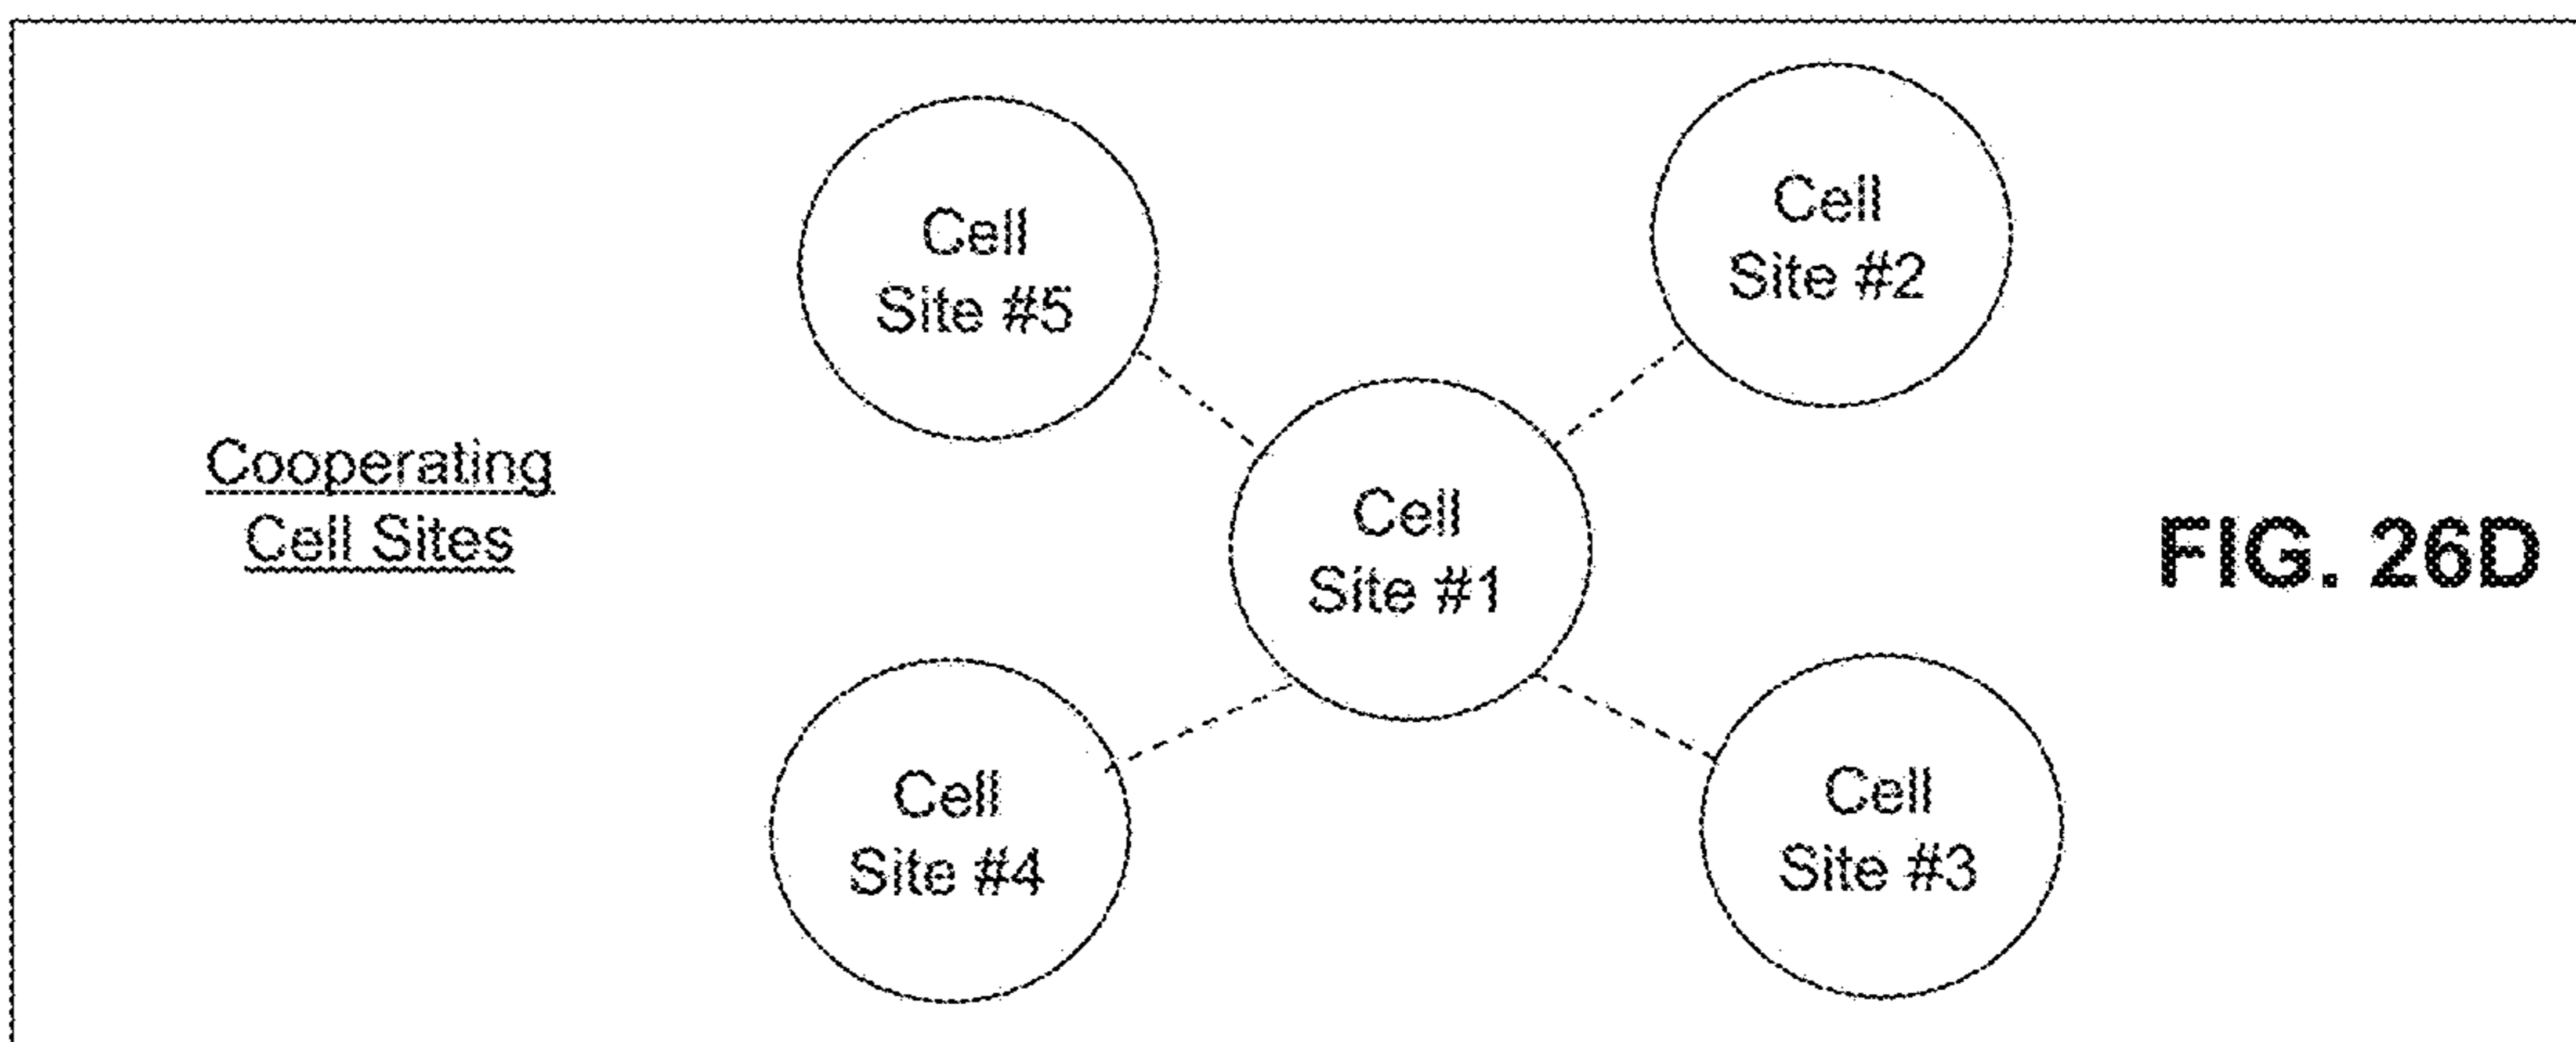 Cell
Site #5
Cell
Site #2
Cooperating
Cell Sites
Cell
Site #1
FIG. 26D
Cell
Site #4
Cell
Site #3